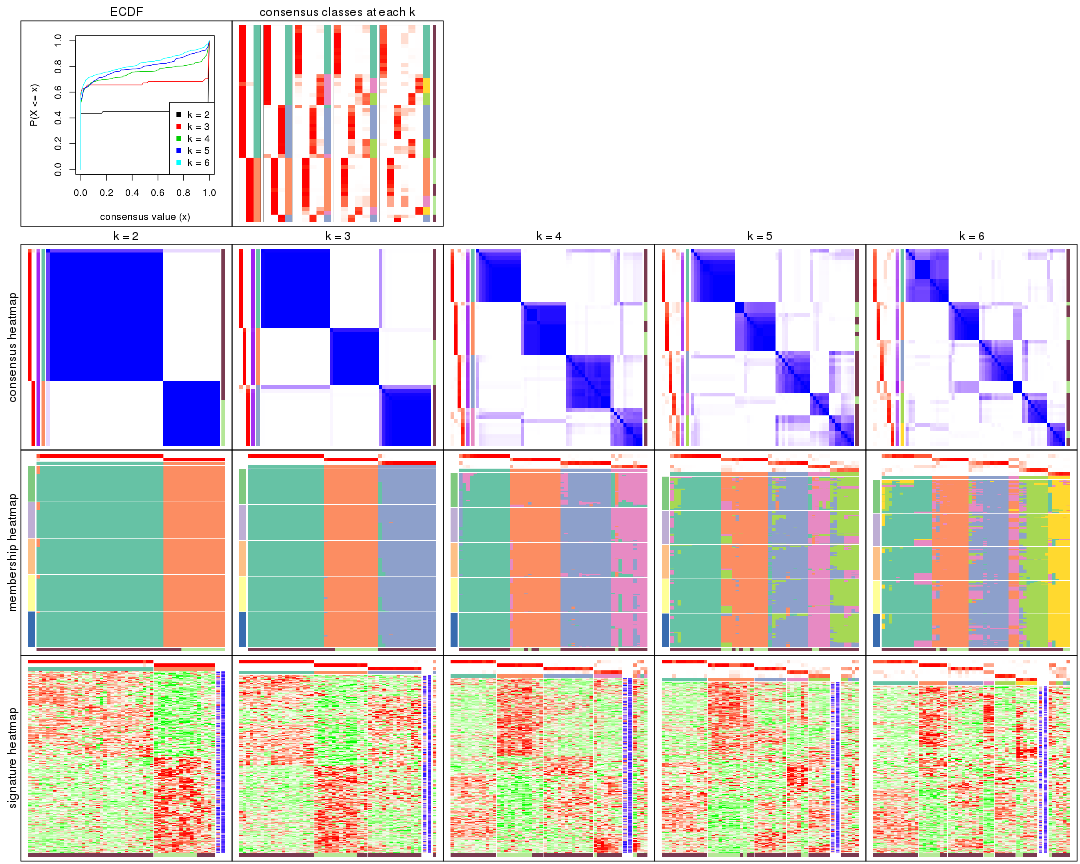 ECDF
consensus classes at each k
P(X <= x)
0.0 0.2 0.4 0.6 0.8 1.0
k = 2
k = 3
k = 4
k = 5
k = 6
0.0 0.2 0.4 0.6 0.8 1.0
consensus value (x)
k = 2 k = 3 k = 4 k = 5 k = 6
consensus heatmap
membership heatmap
signature heatmap